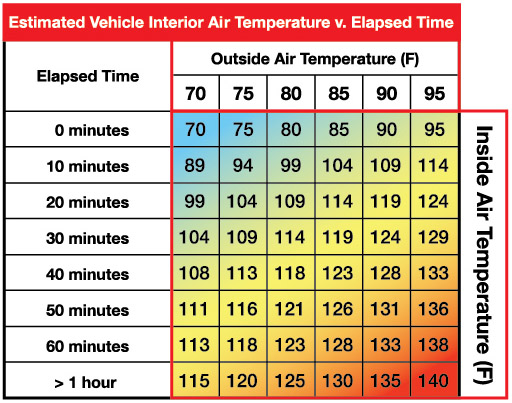 Estimated Vehicle Interior Air Temperature v. Elapsed Time
Elapsed Time
Outside Air Temperature (F)
70 75 80 85 90 95
0 minutes 70 75 80 85 90 95
10 minutes 89 94 99 104 109 114
20 minutes 99 104 109 114 119 124
30 minutes 104 109 114 119 124 129
40 minutes 108 113 118 123 128 133
50 minutes 111 116 121 126 131 136
60 minutes 113 118 123 128 133 138
> 1 hour 115 120 125 130 135 140
Inside Air Temperature (F)